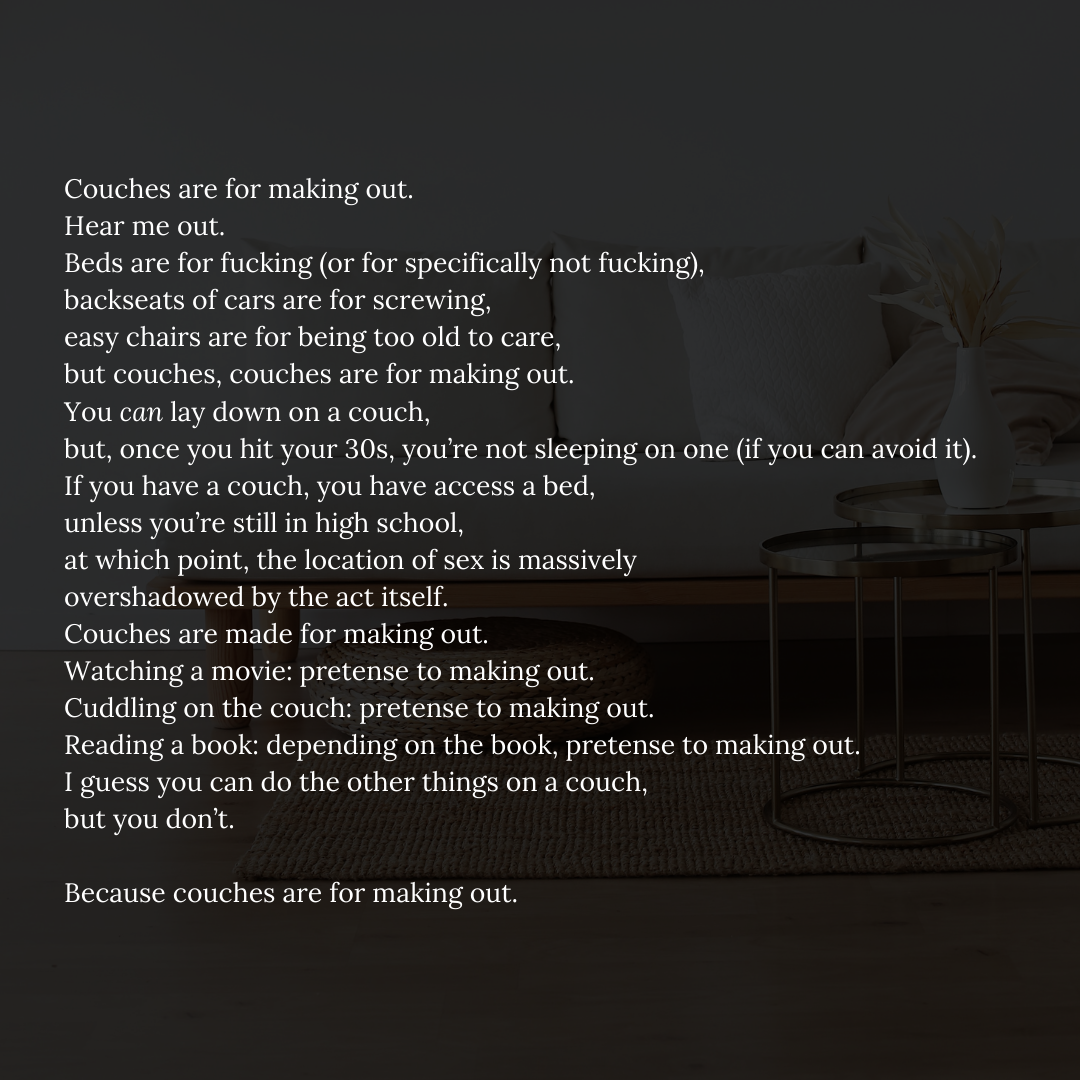 Couches are for making out.
Hear me out.
Beds are for fucking (or for specifically not fucking),
backseats of cars are for screwing,
easy chairs are for being too old to care,
but couches, couches are for making out.
You can lay down on a couch,
but, once you hit your 30s, you’re not sleeping on one (if you can avoid it).
If you have a couch, you have access a bed,
unless you’re still in high school,
at which point, the location of sex is massively
overshadowed by the act itself.
Couches are made for making out.
Watching a movie: pretense to making out.
Cuddling on the couch: pretense to making out.
Reading a book: depending on the book, pretense to making out.
I guess you can do the other things on a couch,
but you don’t.
Because couches are for making out.